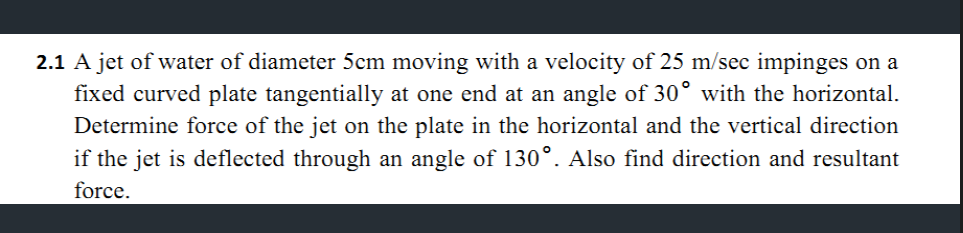 2.1 A jet of water of diameter 5cm moving with a velocity of 25 m/sec impinges on a
fixed curved plate tangentially at one end at an angle of 30° with the horizontal.
Determine force of the jet on the plate in the horizontal and the vertical direction
if the jet is deflected through an angle of 130°. Also find direction and resultant
force.